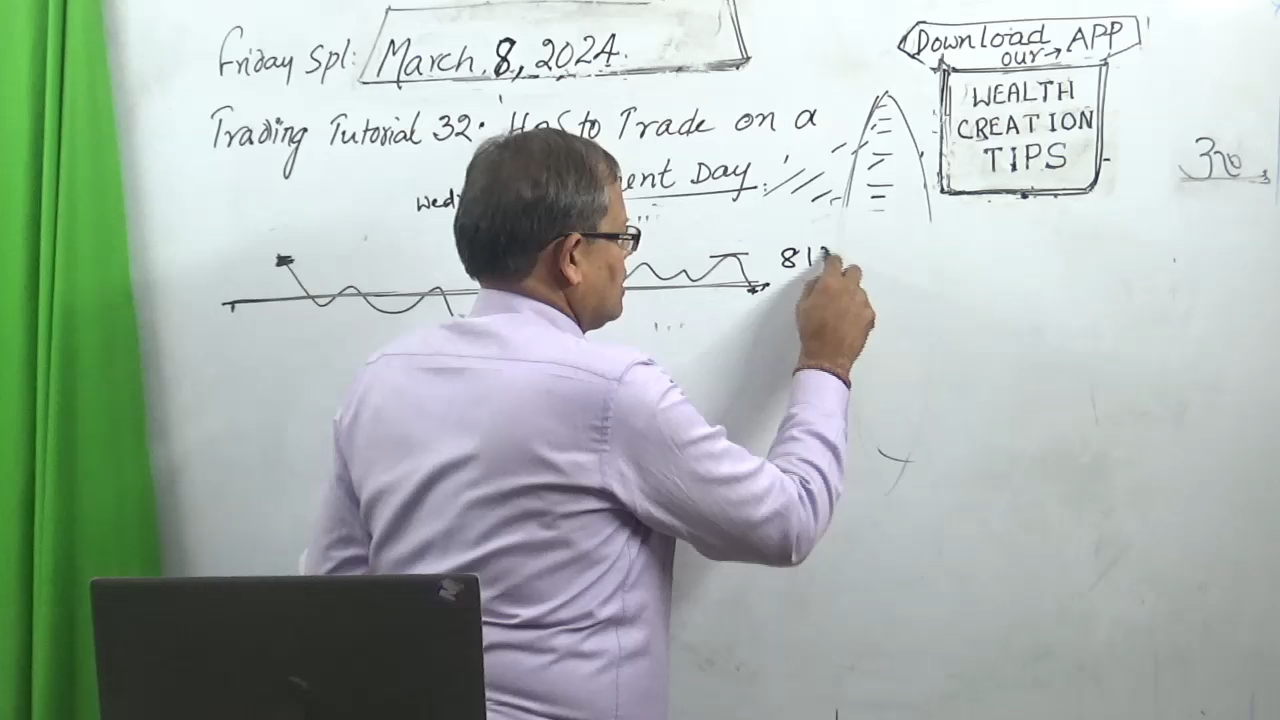 Friday Spl: March 8, 2024.
Trading Tutorial 32: to Trade on a
Day
Wed
81
Download our → APP
WEALTH
CREATION
TIPS